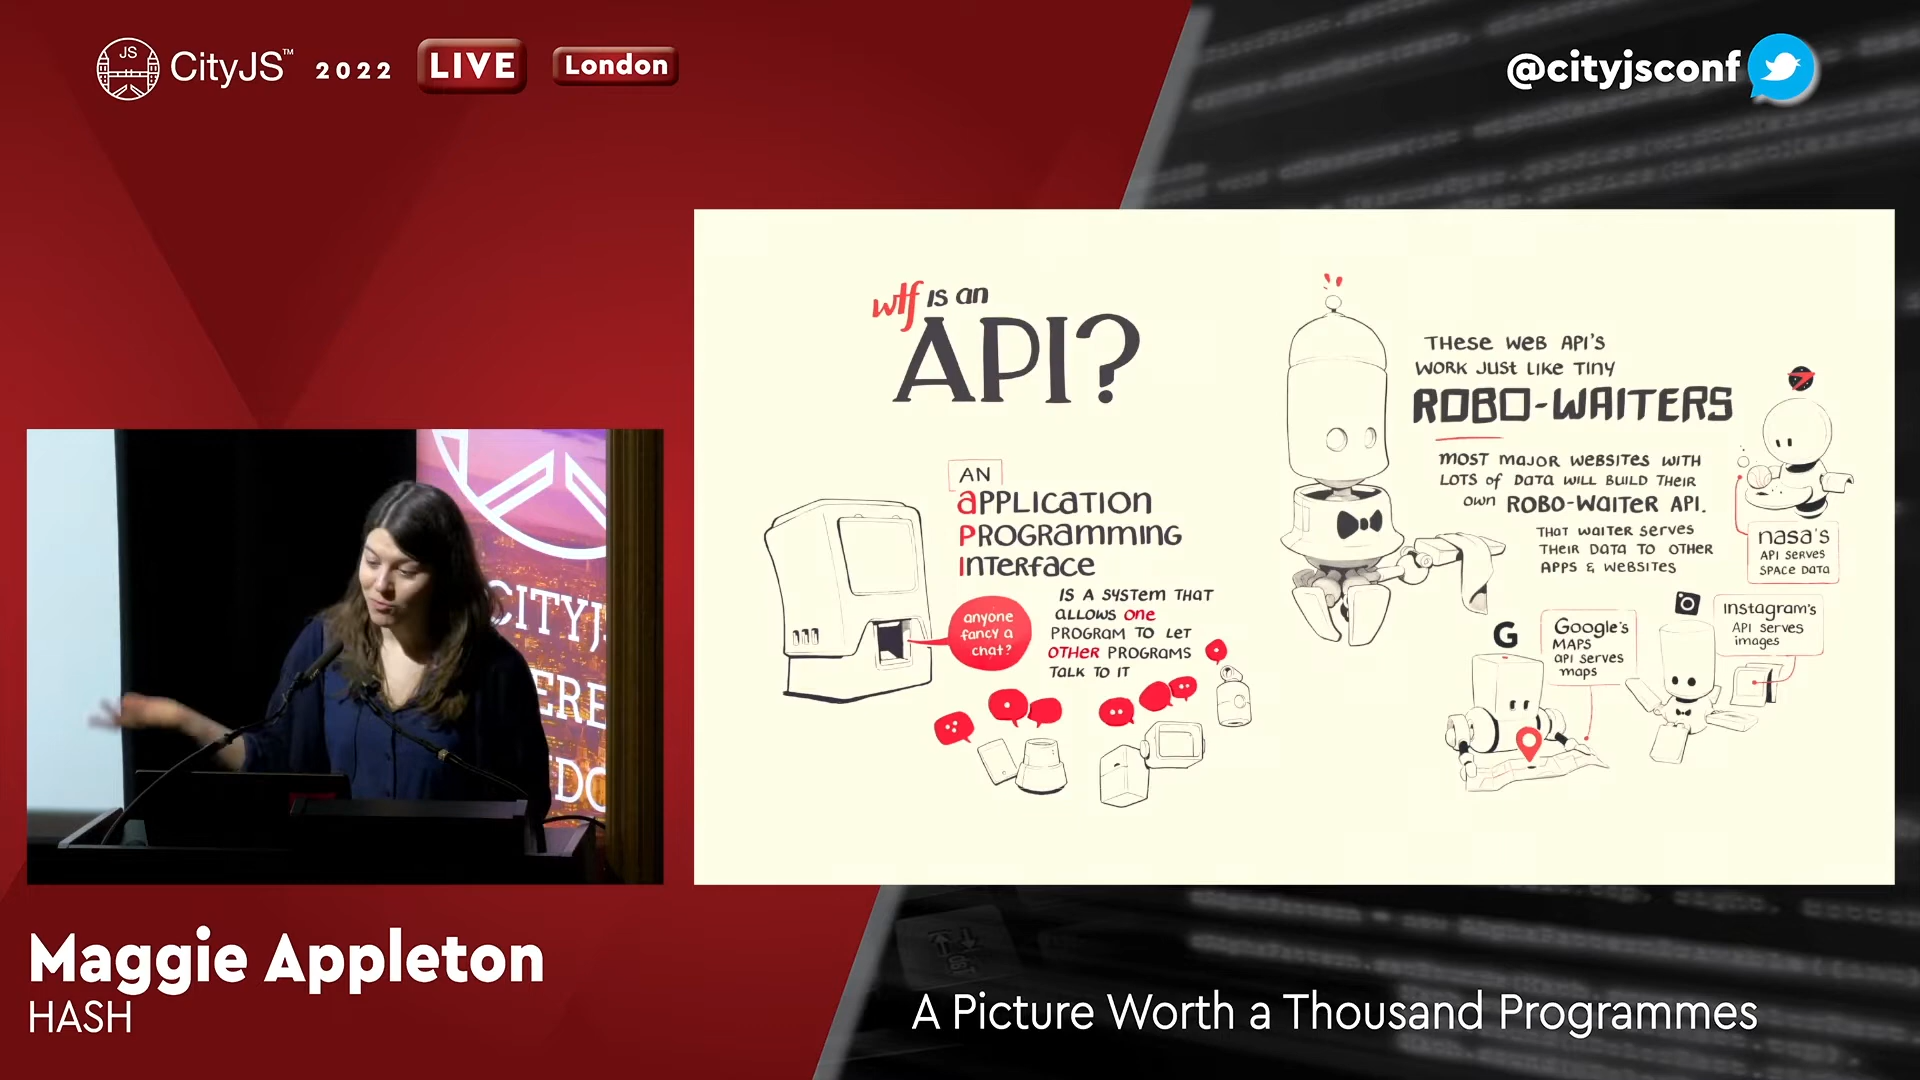 JS
CityJS™ 2022 LIVE London
@cityjsconf
wtf is an
API?
AN
APPLICATION
PROGRAMMING
INTERFACE
IS A SYSTEM THAT
ALLOWS ONE
PROGRAM TO LET
OTHER PROGRAMS
TALK TO IT
anyone
fancy a
chat?
THESE WEB API'S
WORK JUST LIKE TINY
ROBO-WAITERS
MOST MAJOR WEBSITES WITH
LOTS of DATA WILL BUILD THEIR
OWN ROBO-WAITER API.
THAT WAITER SERVES
THEIR DATA TO OTHER
APPS & WEBSITES
nasa's
API SERVES
SPACE DATA
G
Google's
MAPS
API SERVES
maps
instagram's
API SERVES
images
CITYJ
ERE
DO
Maggie Appleton
HASH
A Picture Worth a Thousand Programmes